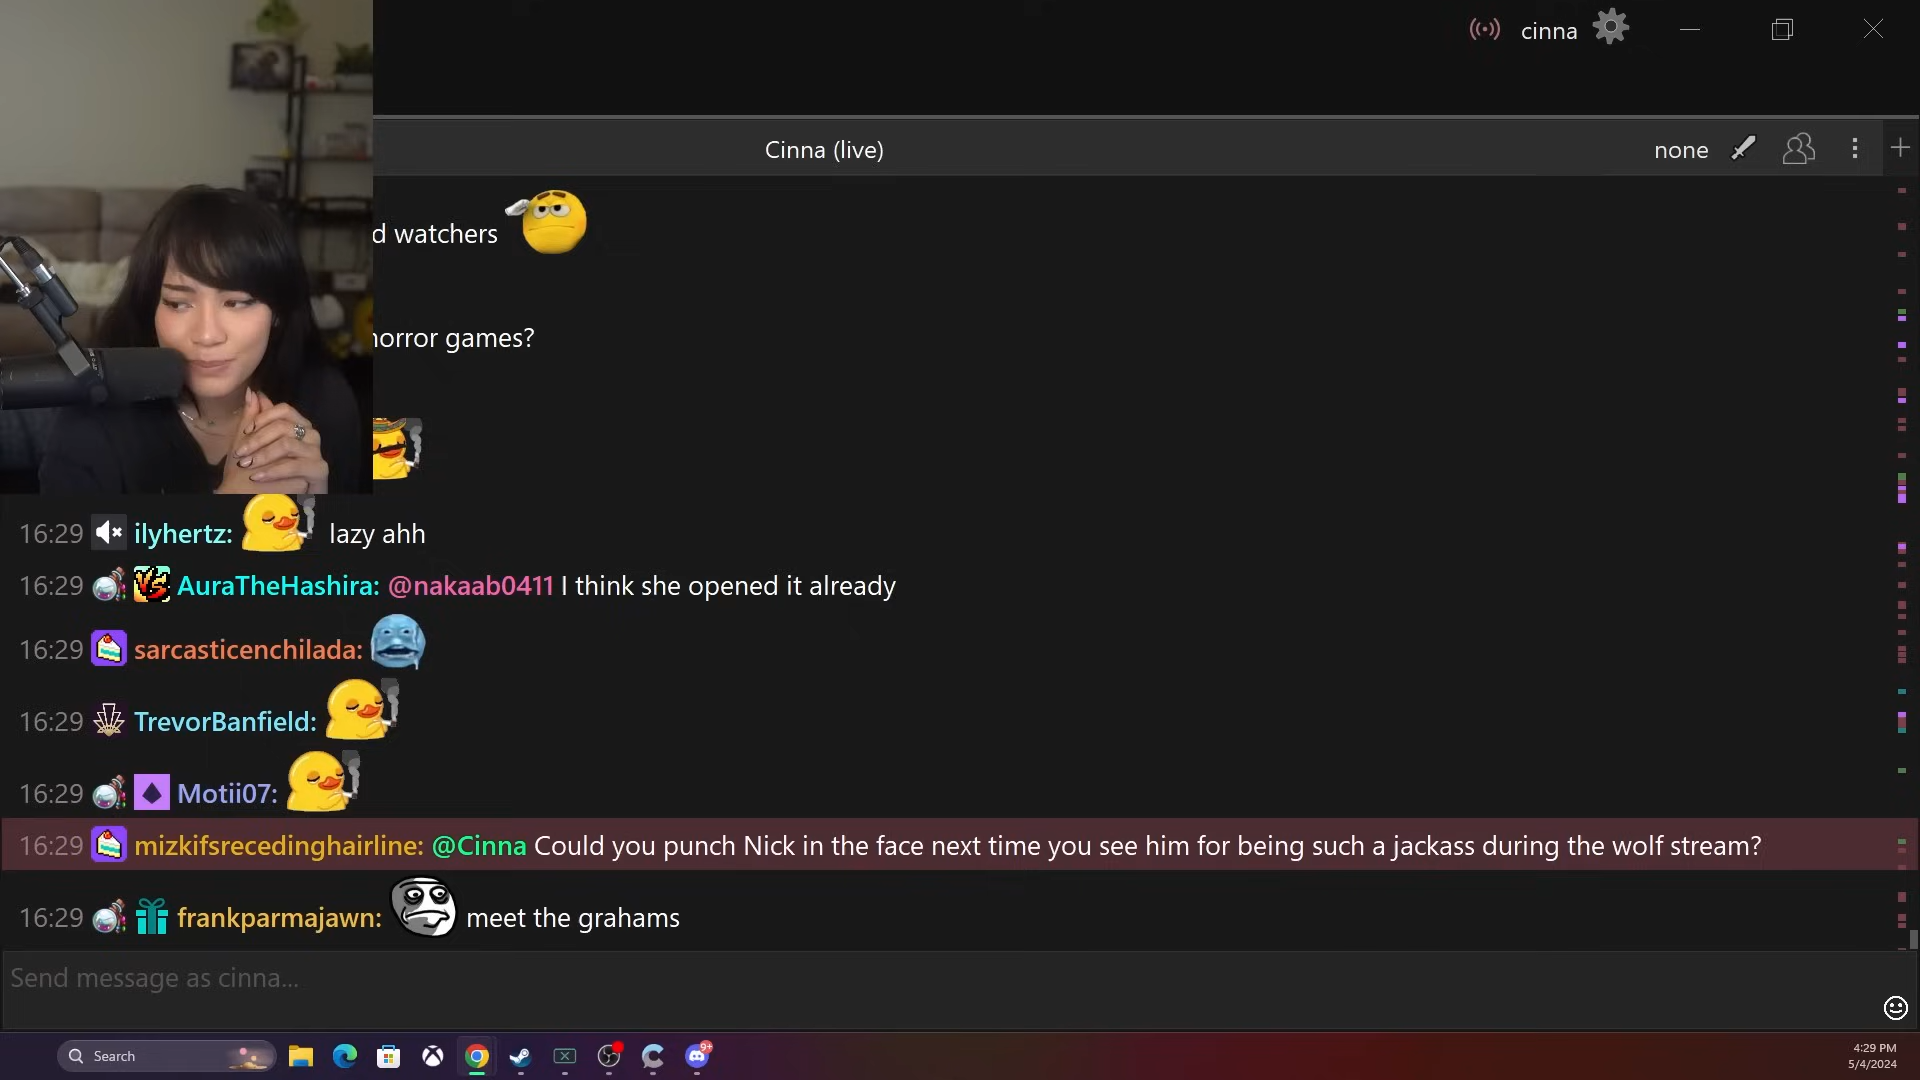 cinna
Cinna (live)
none
d watchers
horror games?
16:29 ilyhertz: lazy ahh
16:29 AuraTheHashira: @nakaab0411 I think she opened it already
16:29 sarcasticenchilada:
16:29 TrevorBanfield:
16:29 Motii07:
16:29 mizkifsrecedinghairline: @Cinna Could you punch Nick in the face next time you see him for being such a jackass during the wolf stream?
16:29 frankparmajawn: meet the grahams
Send message as cinna...
Search
9+
4:29 PM
5/4/2024